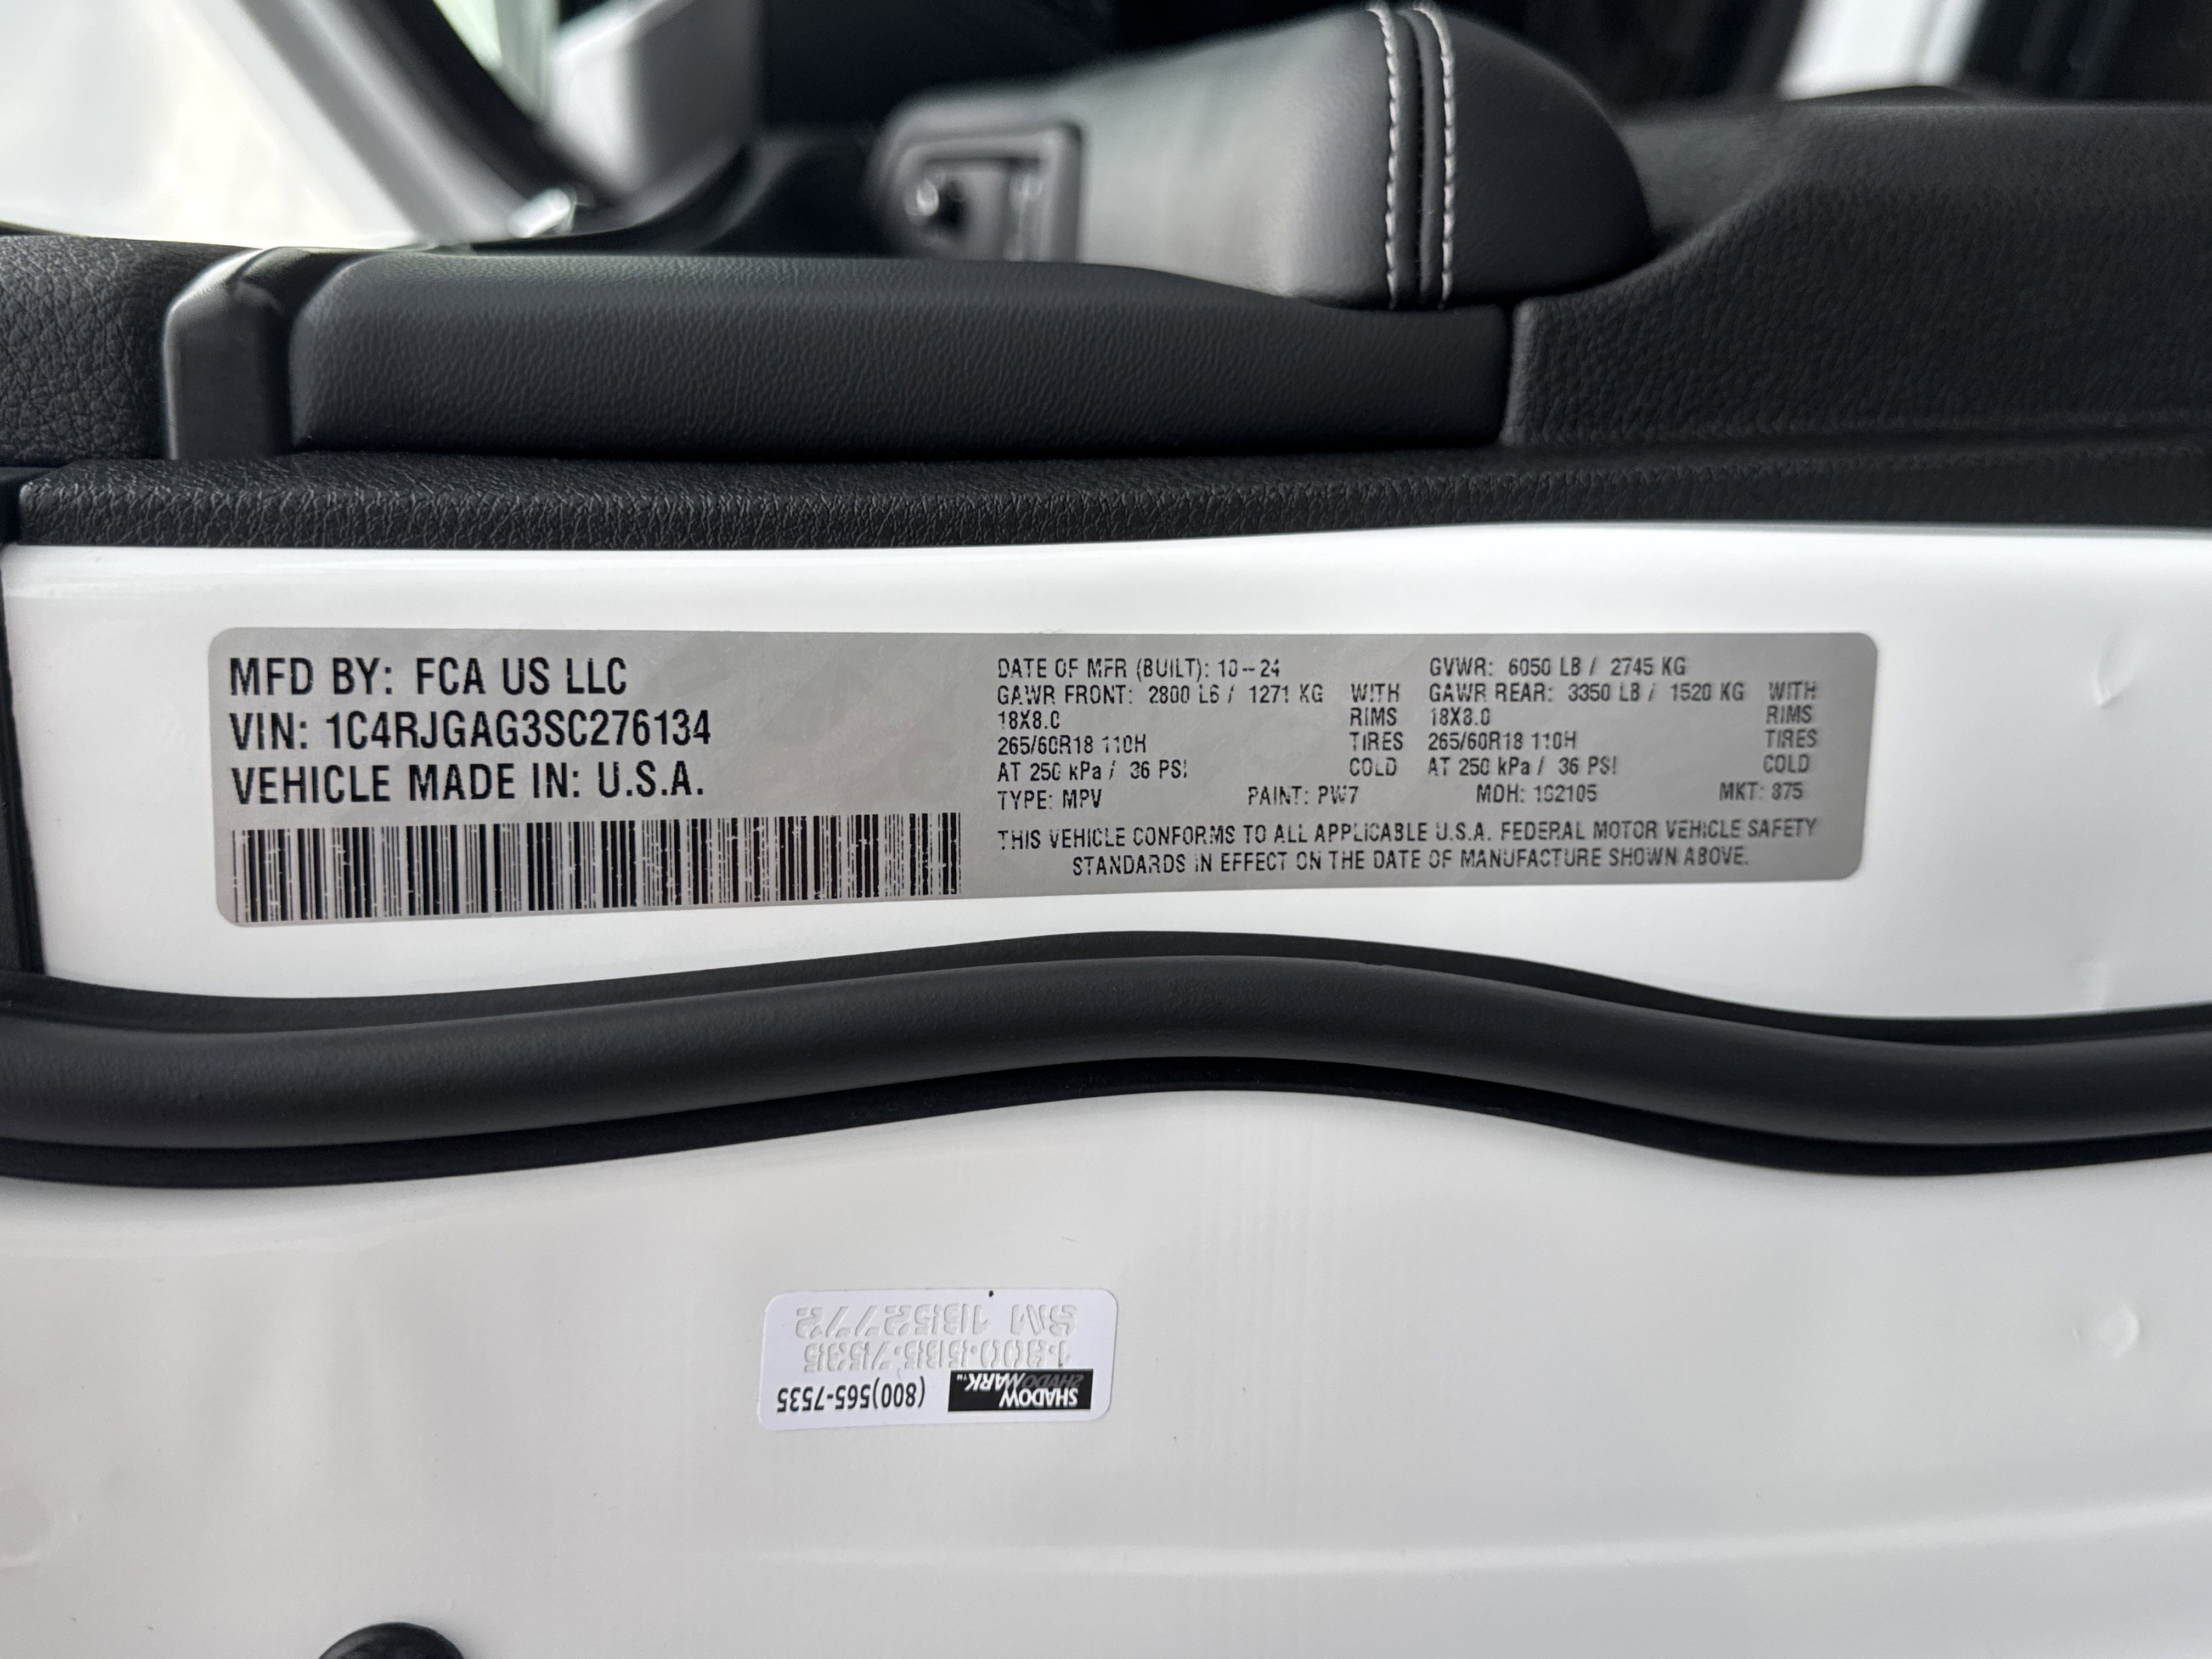 MFD BY: FCA US LLC
VIN: 1C4RJGAG3SC276134
VEHICLE MADE IN: U.S.A.
DATE OF MFR (BUILT): 10-24
GVWR: 6050 LB / 2745 KG
GAWR FRONT: 2800 LB / 1271 KG WITH
GAWR REAR: 3350 LB / 1520 KG WITH
18X8.0 RIMS
18X8.0 RIMS
265/60R18 110H TIRES
265/60R18 110H TIRES
AT 250 kPa / 36 PSI COLD
AT 250 kPa / 36 PSI COLD
TYPE: MPV PAINT: PW7 MDH: 102105 MKT:
THIS VEHICLE CONFORMS TO ALL APPLICABLE U.S.A. FEDERAL MOTOR VEHICLE SAFETY
STANDARDS IN EFFECT ON THE DATE OF MANUFACTURE SHOWN ABOVE.
SHADOW
MARK™
(800)565-7535